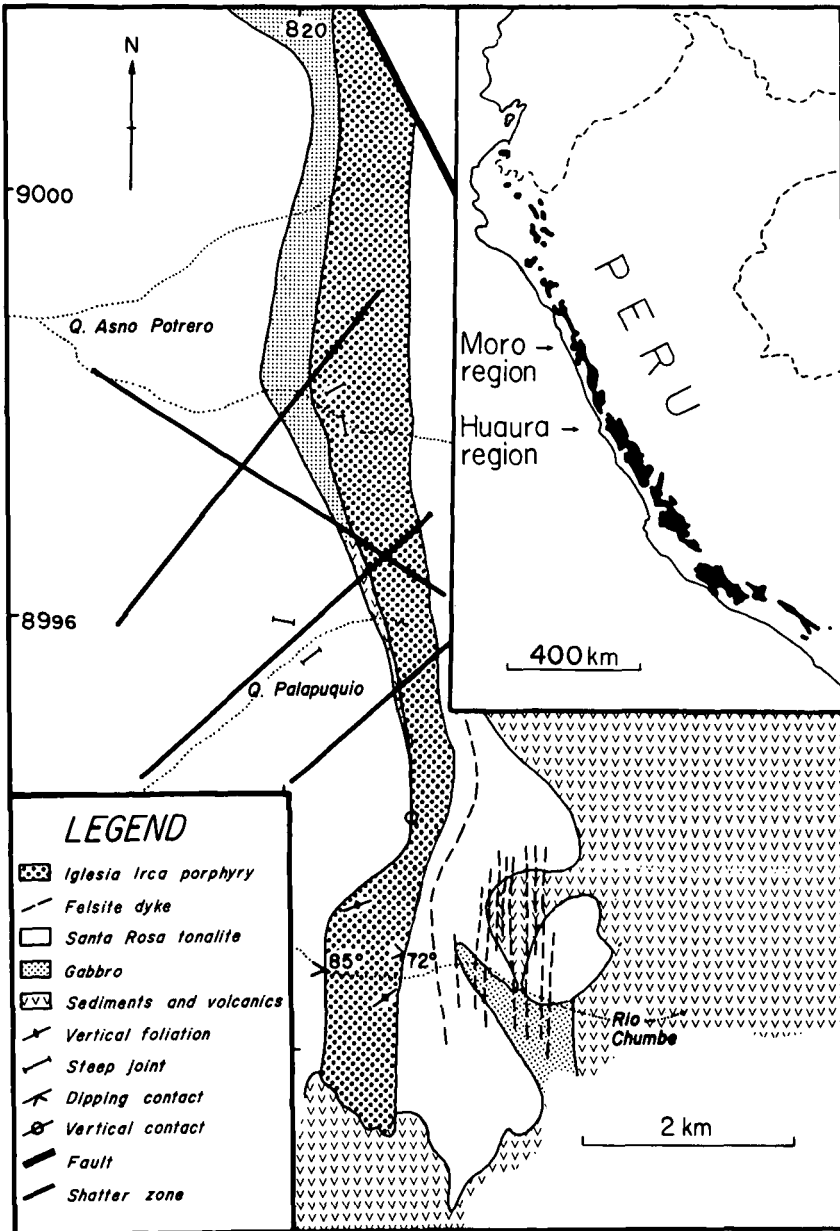 820
N
9000
Q. Asno Potrero
8996
Q. Palapuquio
85°
72°
Rio
Chumbe
2 km
PERU
Moro
region
Huaura
region
400 km
LEGEND
Iglesia Irca porphyry
Felsite dyke
Santa Rosa tonalite
Gabbro
Sediments and volcanics
Vertical foliation
Steep joint
Dipping contact
Vertical contact
Fault
Shatter zone